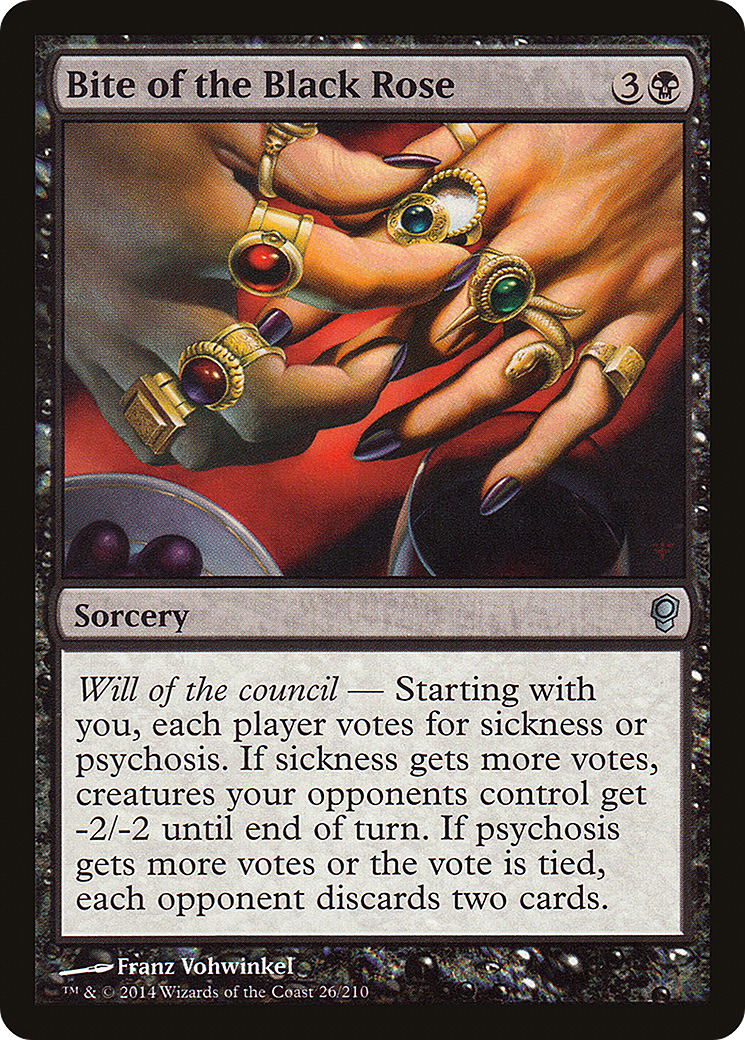 Bite of the Black Rose 3
Sorcery
Will of the council — Starting with
you, each player votes for sickness or
psychosis. If sickness gets more votes,
creatures your opponents control get
-2/-2 until end of turn. If psychosis
gets more votes or the vote is tied,
each opponent discards two cards.
Franz Vohwinkel
™ & © 2014 Wizards of the Coast 26/210